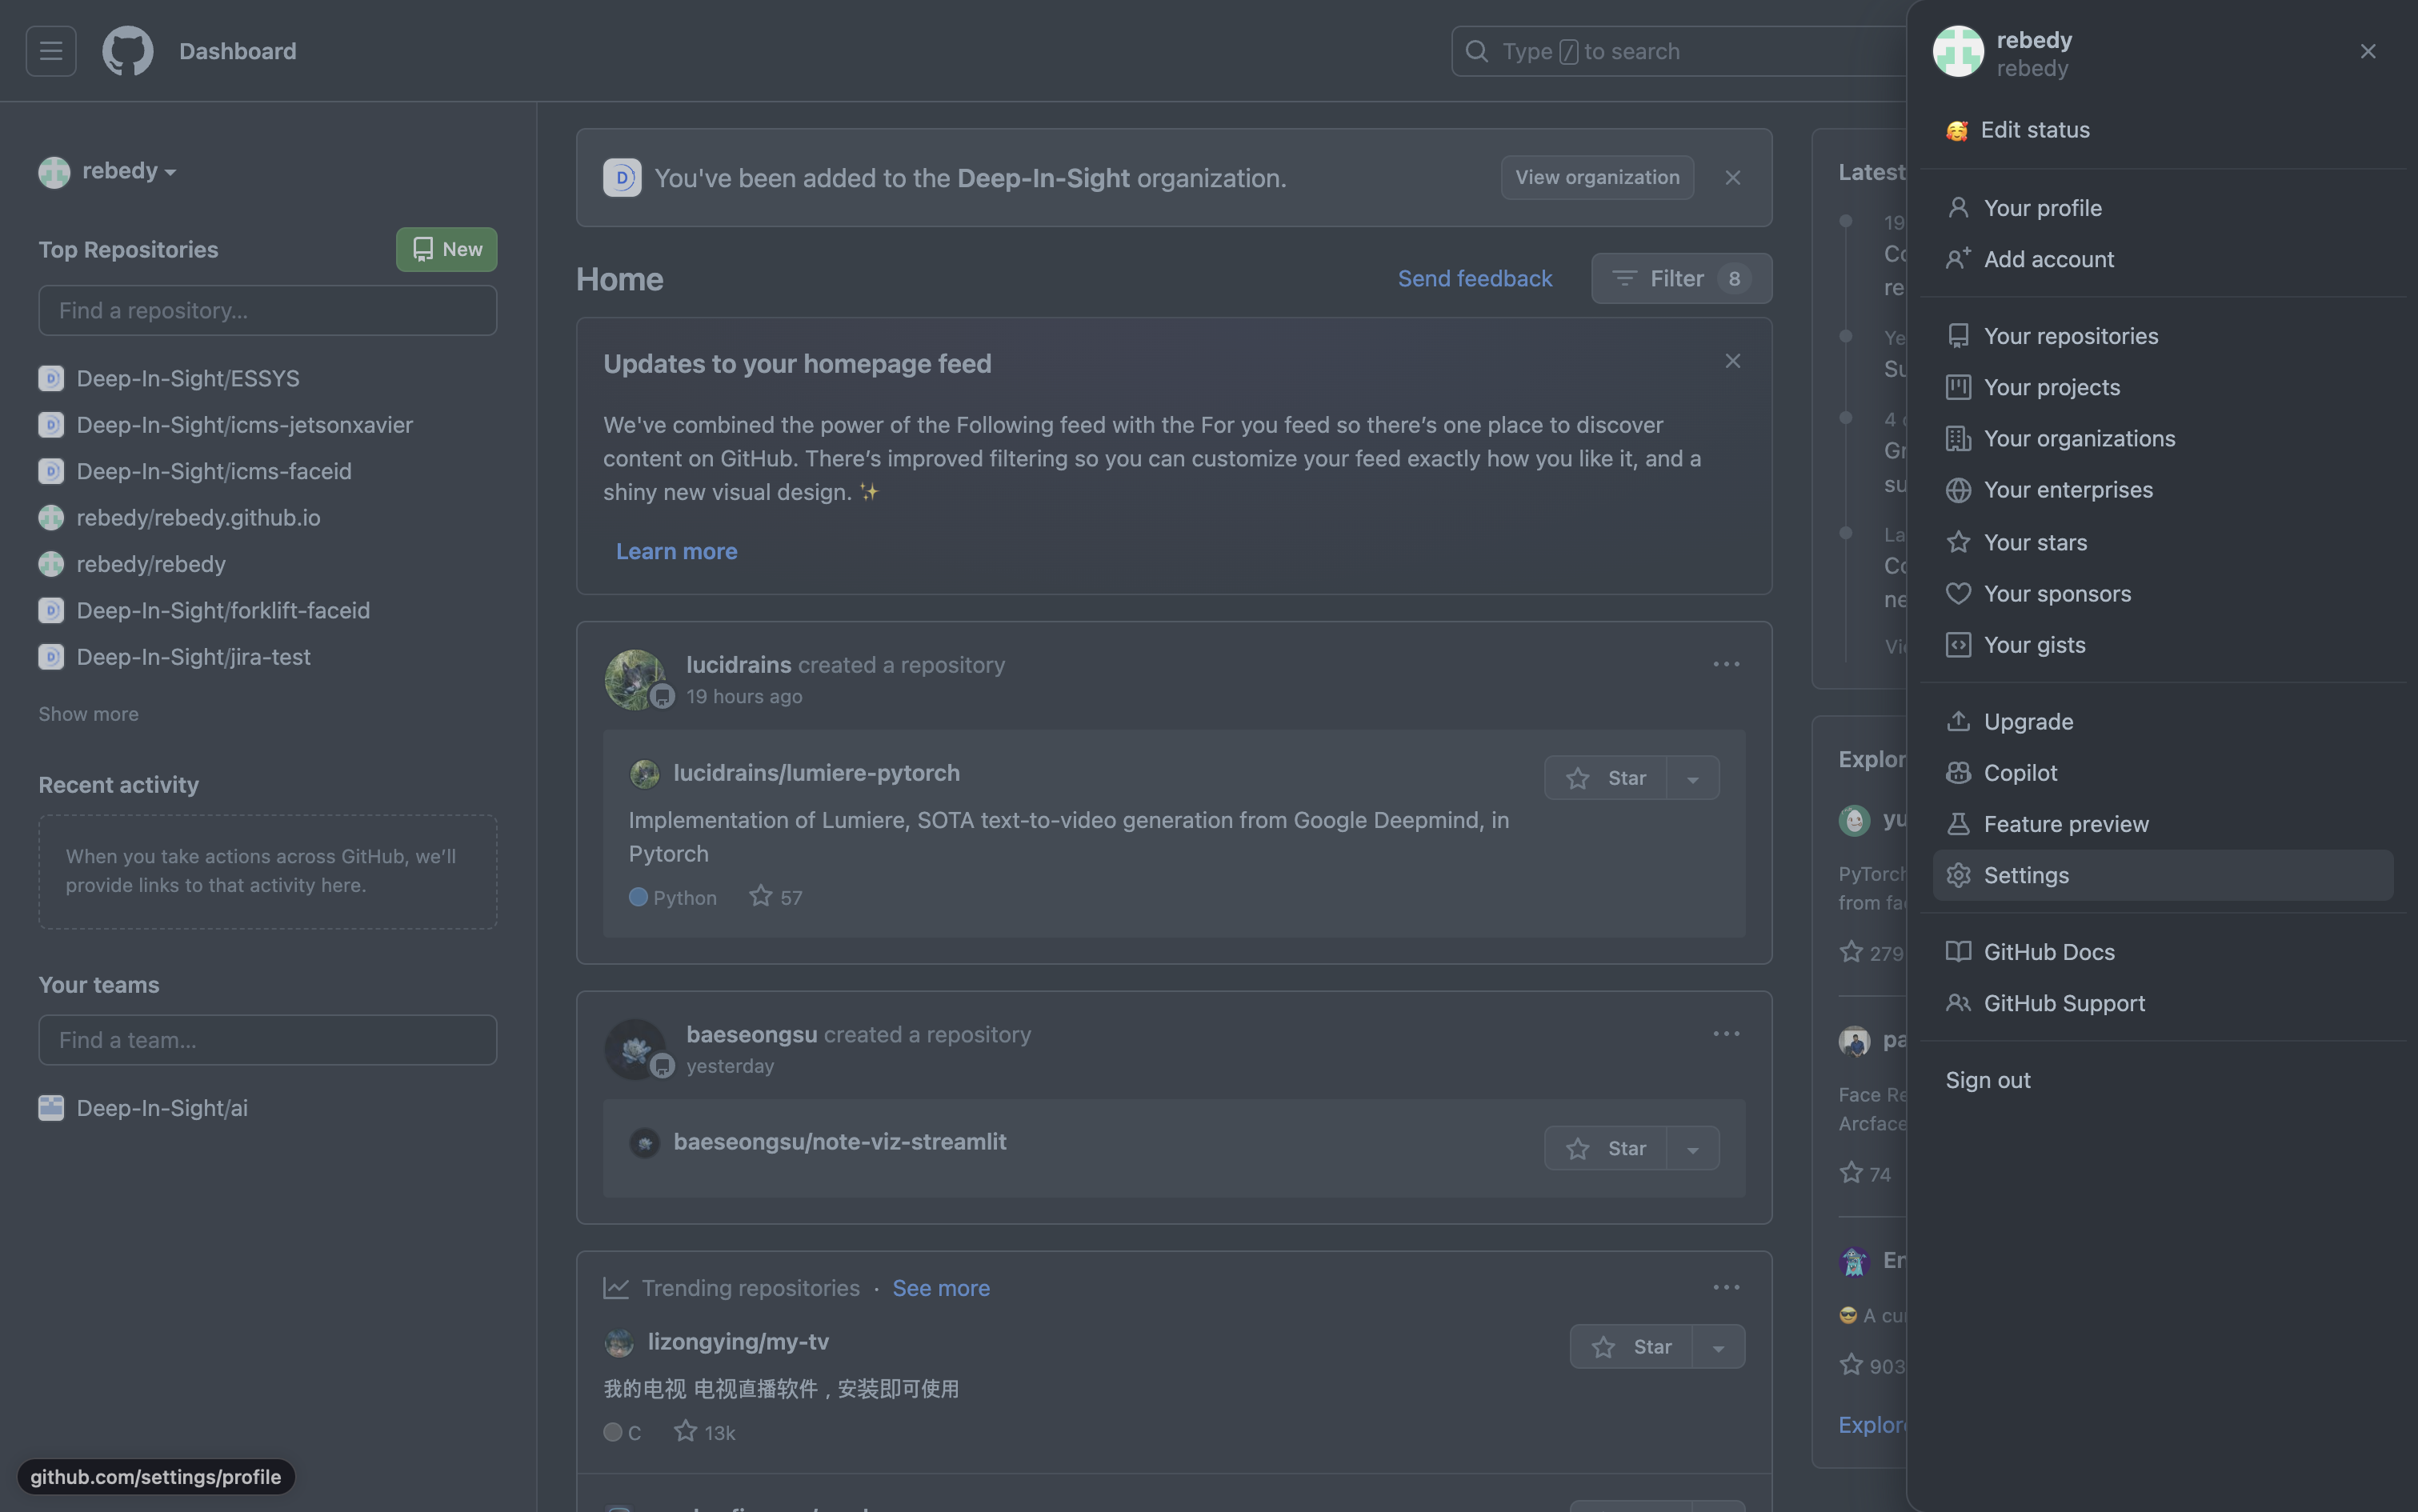 Dashboard
Type / to search
rebedy
Top Repositories
New
Find a repository...
Deep-In-Sight/ESSYS
Deep-In-Sight/icms-jetsonxavier
Deep-In-Sight/icms-faceid
rebedy/rebedy.github.io
rebedy/rebedy
Deep-In-Sight/forklift-faceid
Deep-In-Sight/jira-test
Show more
Recent activity
When you take actions across GitHub, we’ll
provide links to that activity here.
Your teams
Find a team...
Deep-In-Sight/ai
github.com/settings/profile
D You've been added to the Deep-In-Sight organization.
View organization
Home
Send feedback
Filter 8
Updates to your homepage feed
We've combined the power of the Following feed with the For you feed so there’s one place to discover
content on GitHub. There’s improved filtering so you can customize your feed exactly how you like it, and a
shiny new visual design. ✨
Learn more
lucidrains created a repository
19 hours ago
lucidrains/lumiere-pytorch
Star
Implementation of Lumiere, SOTA text-to-video generation from Google Deepmind, in
Pytorch
Python 57
baeseongsu created a repository
yesterday
baeseongsu/note-viz-streamlit
Star
Trending repositories · See more
lizongying/my-tv
Star
我的电视 电视直播软件，安装即可使用
C 13k
Latest
19
Co
re
Ye
Su
4
Gr
su
La
Co
ne
Vi
Explor
yu
PyTorch
from fa
279
pa
Face Re
Arcface
74
En
😎 A cu
903
Explor
rebedy
rebedy
🥰 Edit status
Your profile
Add account
Your repositories
Your projects
Your organizations
Your enterprises
Your stars
Your sponsors
Your gists
Upgrade
Copilot
Feature preview
Settings
GitHub Docs
GitHub Support
Sign out